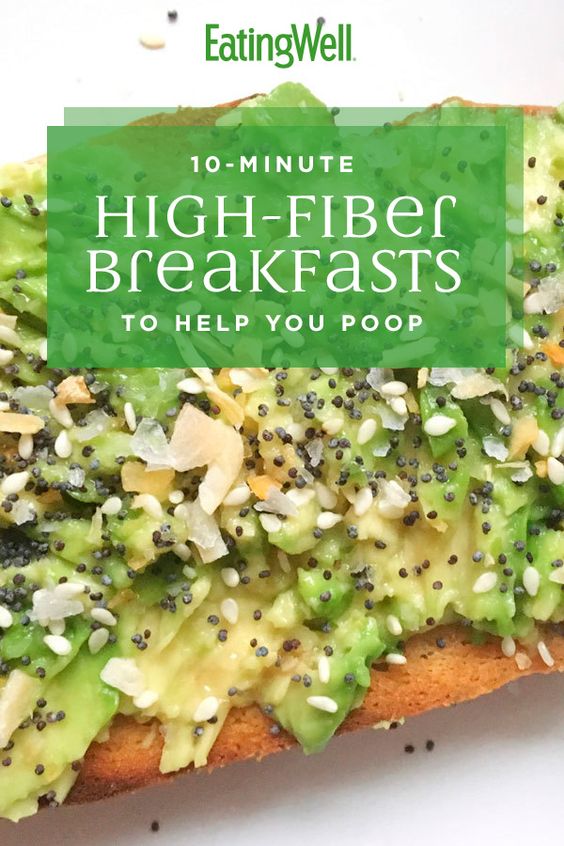 EatingWell
10-MINUTE
HIGH-FIBER
BREAKFASTS
TO HELP YOU POOP